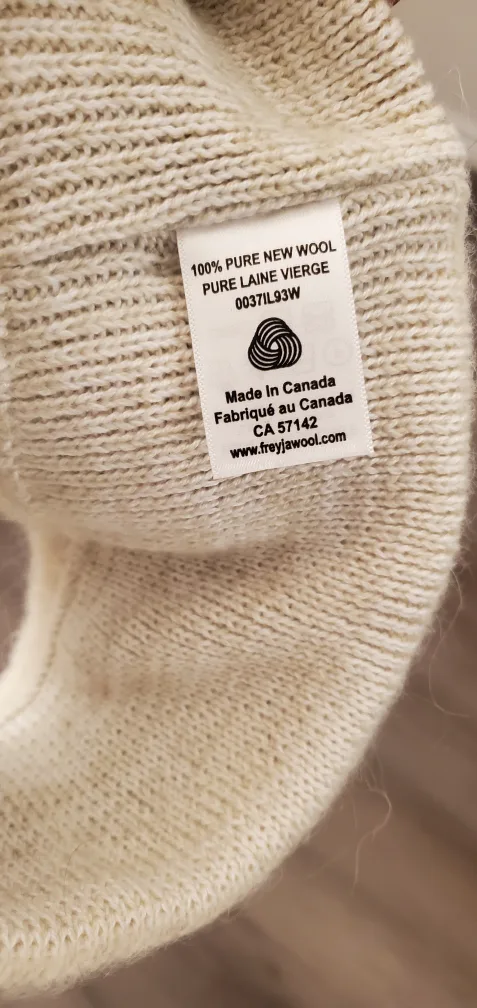 100% PURE NEW WOOL
PURE LAINE VIERGE
0037IL93W
Made In Canada
Fabriqué au Canada
CA 57142
www.freyjawool.com